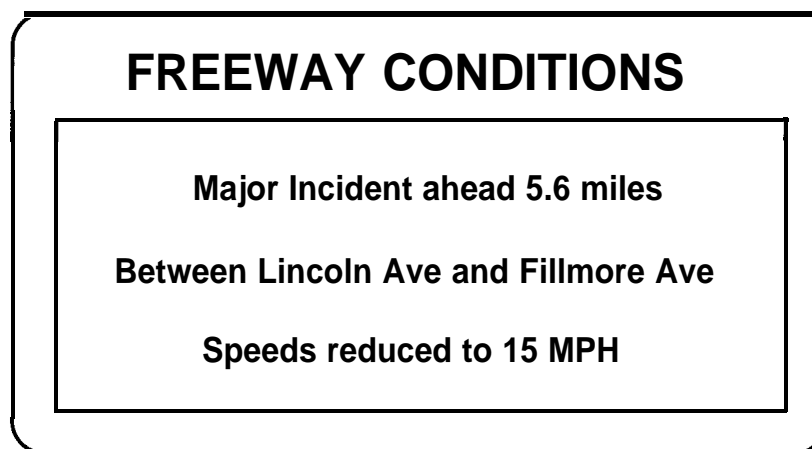 FREEWAY CONDITIONS
Major Incident ahead 5.6 miles
Between Lincoln Ave and Fillmore Ave
Speeds reduced to 15 MPH